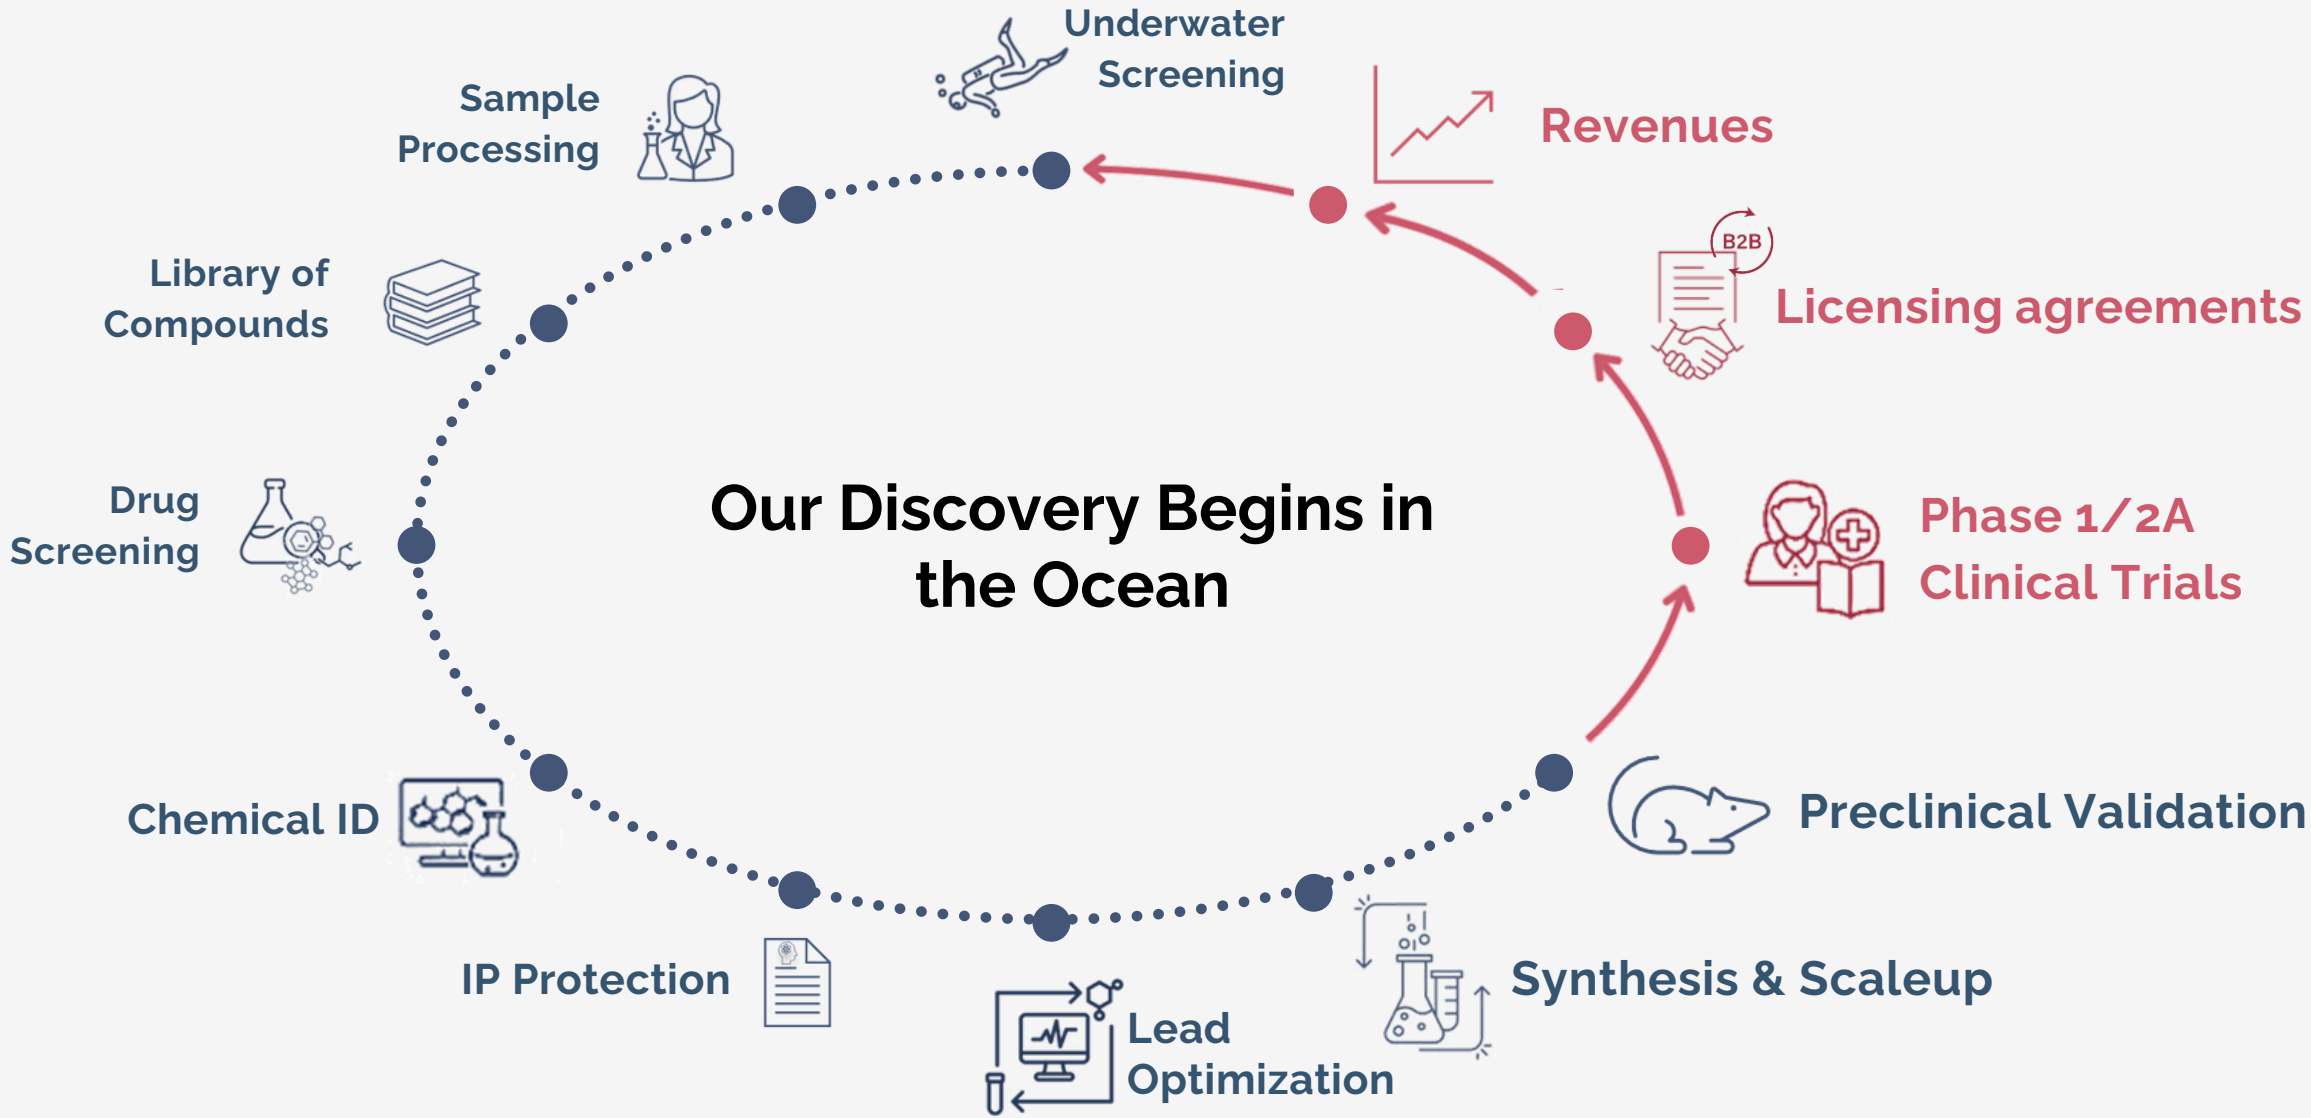 Underwater
Screening
Sample
Processing
Revenues
B2B
Library of
Compounds
Licensing agreements
Drug
Screening
Our Discovery Begins in
the Ocean
Phase 1/2A
Clinical Trials
Chemical ID
Preclinical Validation
IP Protection
Synthesis & Scaleup
Lead
Optimization